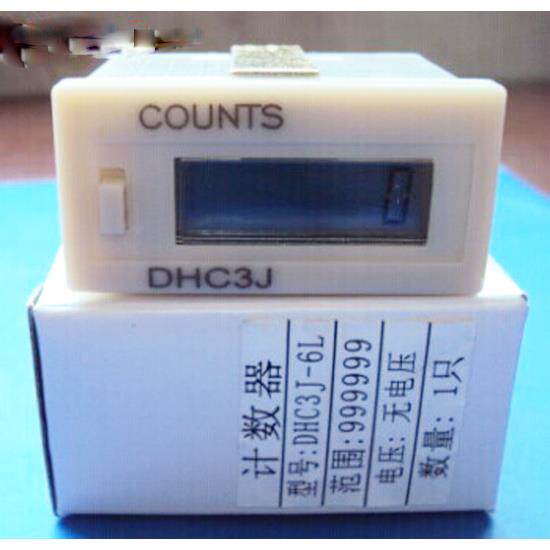 COUNTS
0
DHC3J
计数器
型号:DHC3J-6L
范围:999999
电压: 无电压
数量: 1只